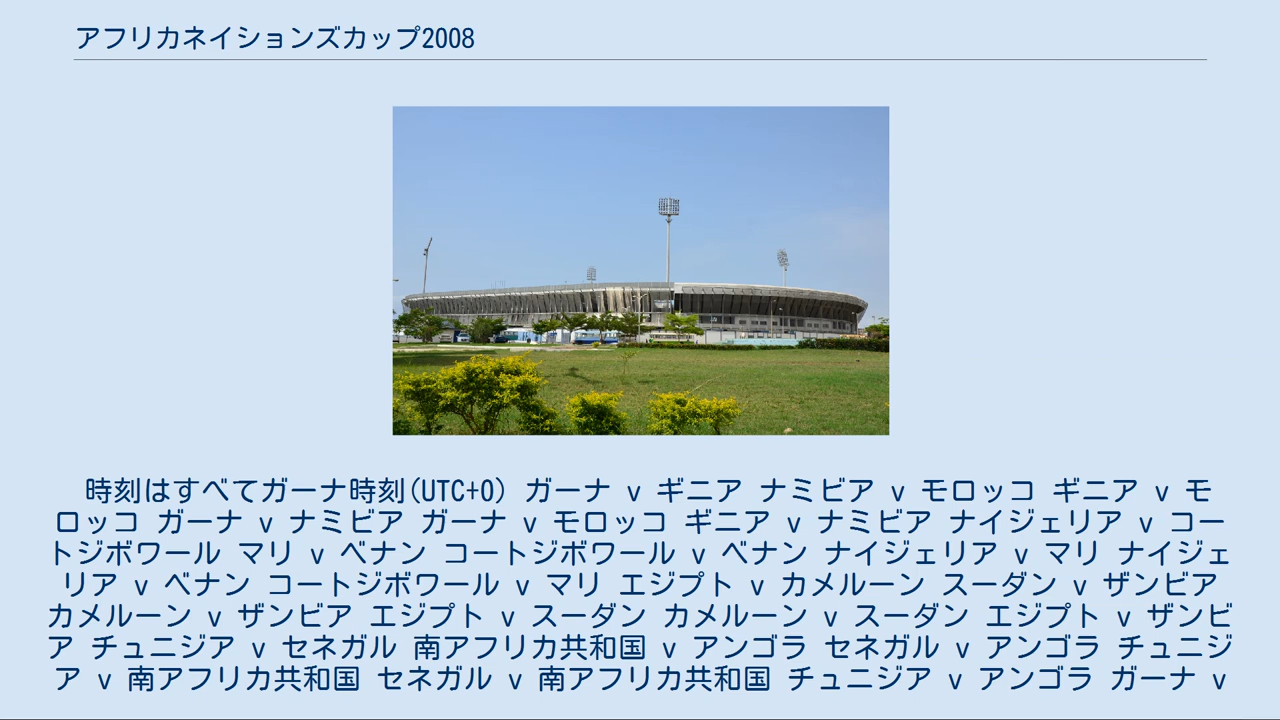 アフリカネイションズカップ2008
時刻はすべてガーナ時刻(UTC+0) ガーナ v ギニア ナミビア v モロッコ ギニア v モ
ロッコ ガーナ v ナミビア ガーナ v モロッコ ギニア v ナミビア ナイジェリア v コー
トジボワール マリ v ベナン コートジボワール v ベナン ナイジェリア v マリ ナイジェ
リア v ベナン コートジボワール v マリ エジプト v カメルーン スーダン v ザンビア
カメルーン v ザンビア エジプト v スーダン カメルーン v スーダン エジプト v ザンビ
ア チュニジア v セネガル 南アフリカ共和国 v アンゴラ セネガル v アンゴラ チュニジ
ア v 南アフリカ共和国 セネガル v 南アフリカ共和国 チュニジア v アンゴラ ガーナ v